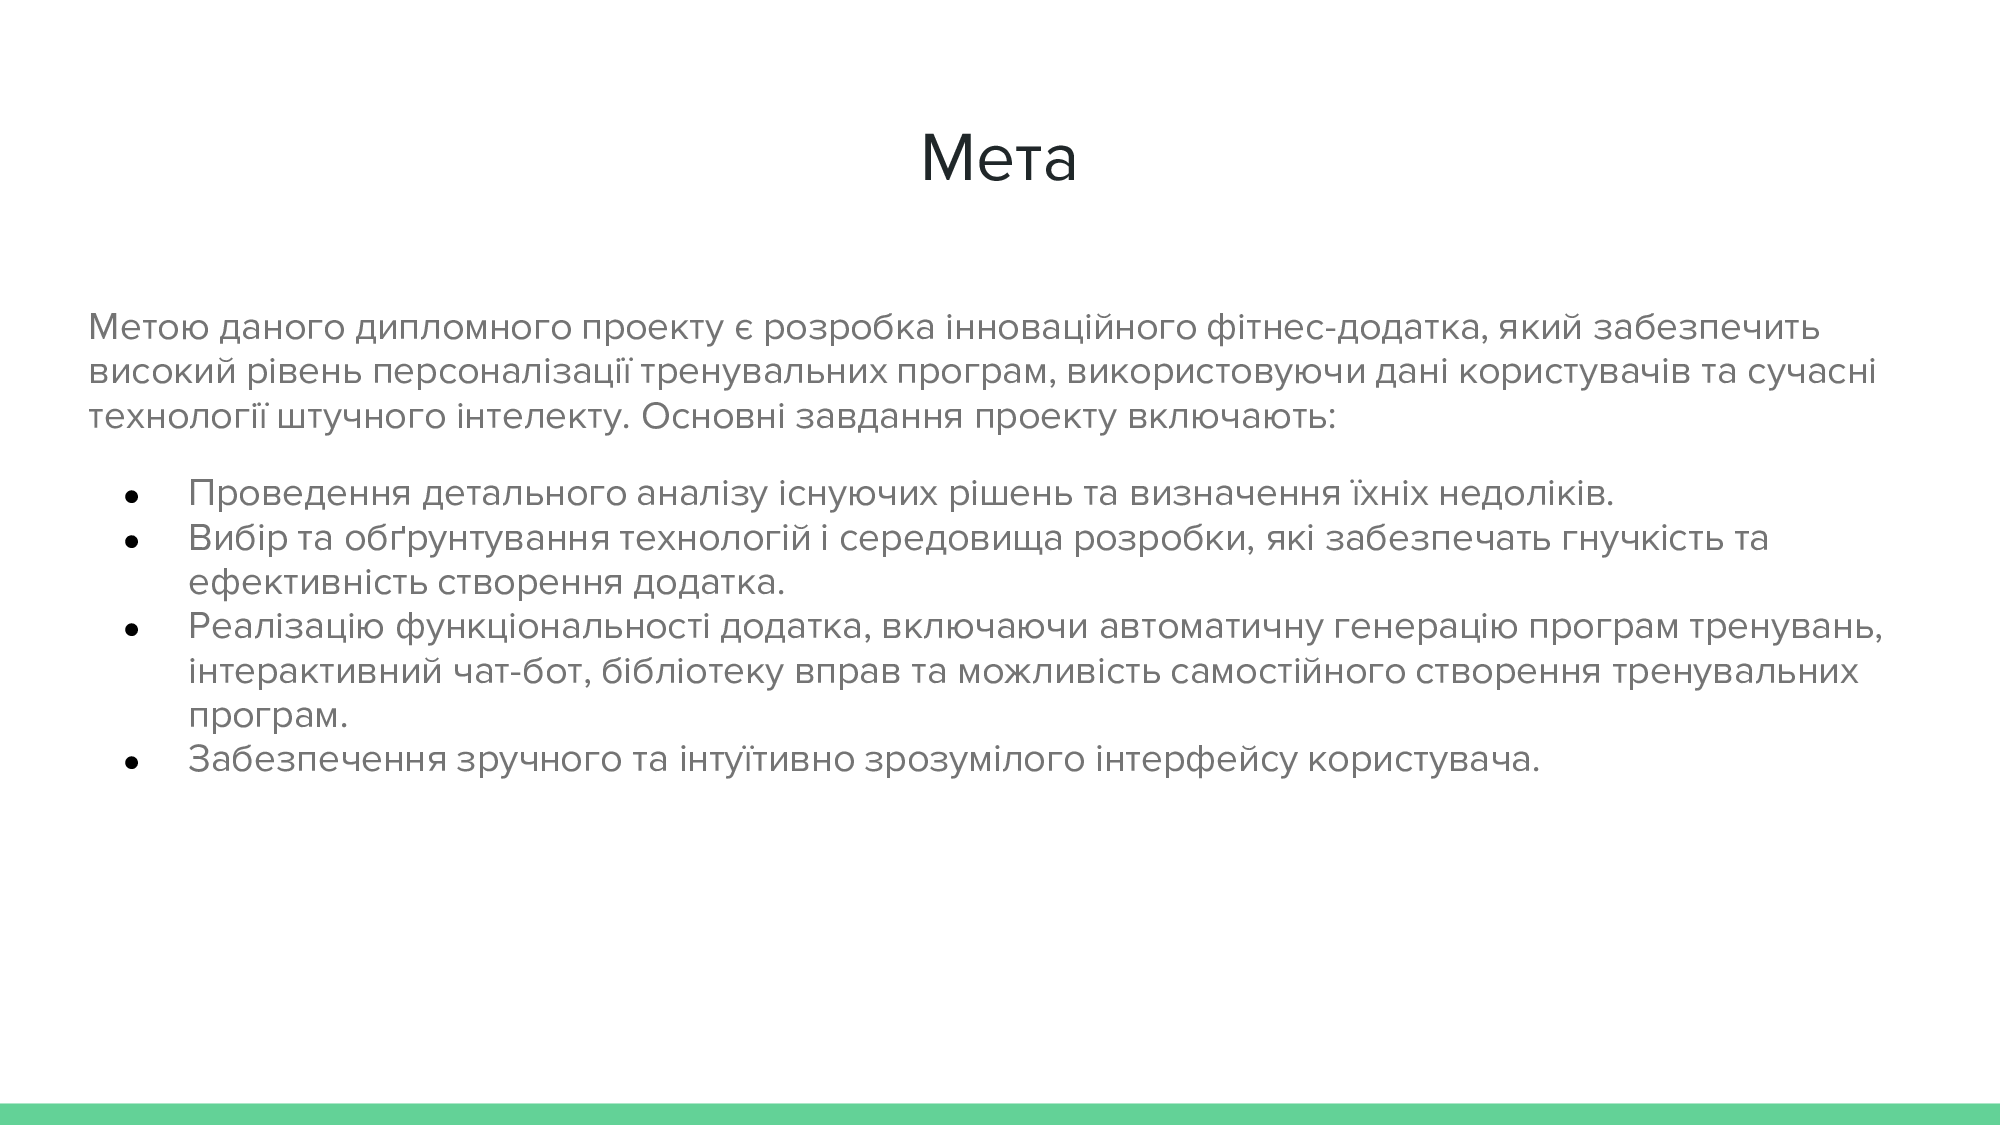 Мета
Метою даного дипломного проекту є розробка інноваційного фітнес-додатка, який забезпечить
високий рівень персоналізації тренувальних програм, використовуючи дані користувачів та сучасні
технології штучного інтелекту. Основні завдання проекту включають:
● Проведення детального аналізу існуючих рішень та визначення їхніх недоліків.
● Вибір та обґрунтування технологій і середовища розробки, які забезпечать гнучкість та
ефективність створення додатка.
● Реалізацію функціональності додатка, включаючи автоматичну генерацію програм тренувань,
інтерактивний чат-бот, бібліотеку вправ та можливість самостійного створення тренувальних
програм.
● Забезпечення зручного та інтуїтивно зрозумілого інтерфейсу користувача.